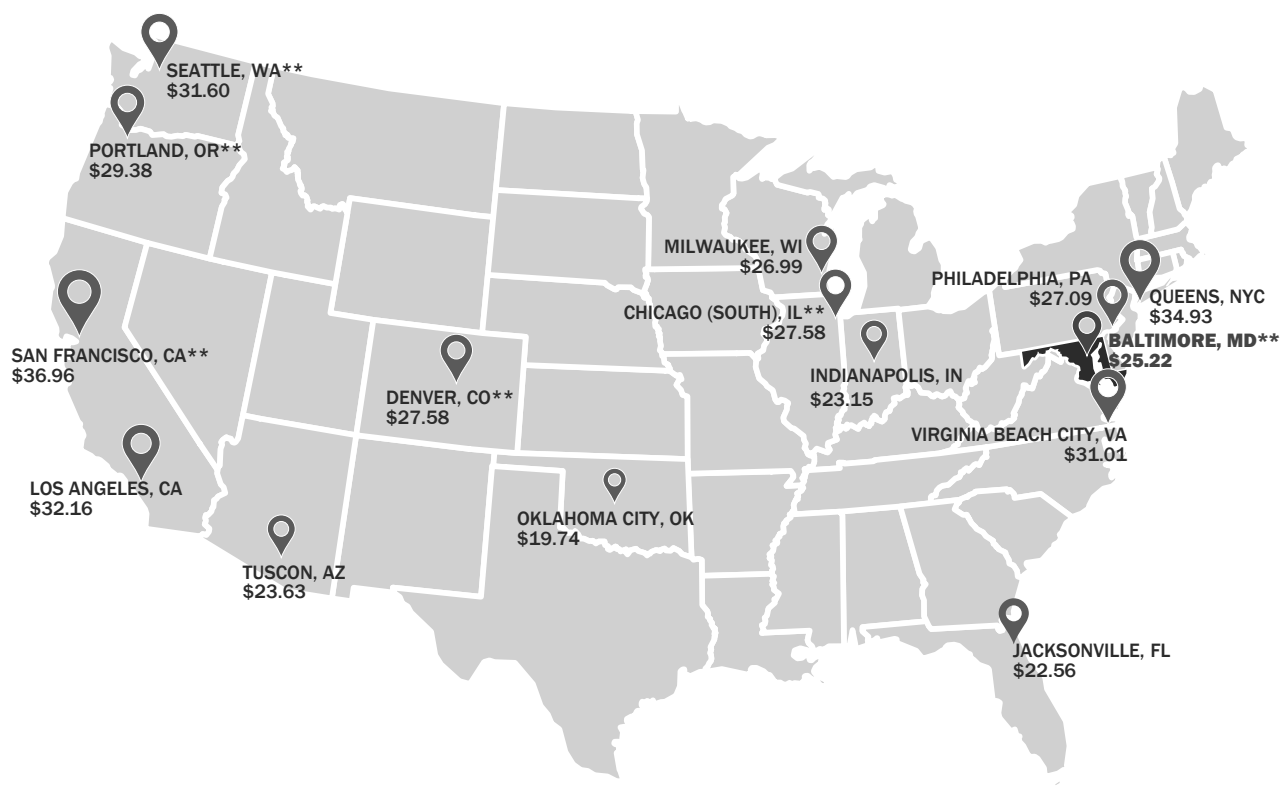 SEATTLE, WA**
$31.60
PORTLAND, OR**
$29.38
MILWAUKEE, WI
$26.99
PHILADELPHIA, PA
$27.09
QUEENS, NYC
$34.93
CHICAGO (SOUTH), IL**
$27.58
BALTIMORE, MD**
$25.22
SAN FRANCISCO, CA**
$36.96
DENVER, CO**
$27.58
INDIANAPOLIS, IN
$23.15
VIRGINIA BEACH CITY, VA
$31.01
LOS ANGELES, CA
$32.16
OKLAHOMA CITY, OK
$19.74
TUSCON, AZ
$23.63
JACKSONVILLE, FL
$22.56